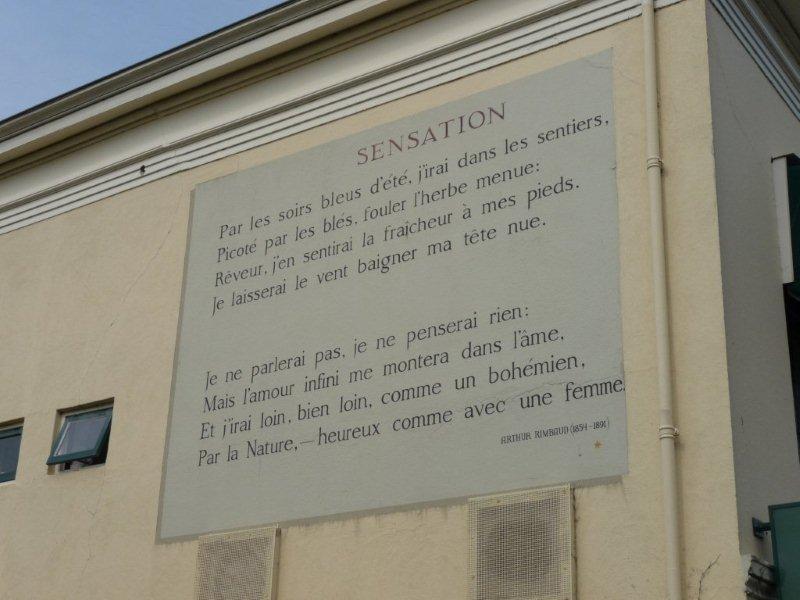 SENSATION
Par les soirs bleus d'été, j'irai dans les sentiers,
Picoté par les blés, fouler l'herbe menue:
Rêveur, j'en sentirai la fraîcheur à mes pieds.
Je laisserai le vent baigner ma tête nue.
Je ne parlerai pas, je ne penserai rien:
Mais l'amour infini me montera dans l'âme,
Et j'irai loin, bien loin, comme un bohémien,
Par la Nature,—heureux comme avec une femme.
ARTHUR RIMBAUD (1854-1891)